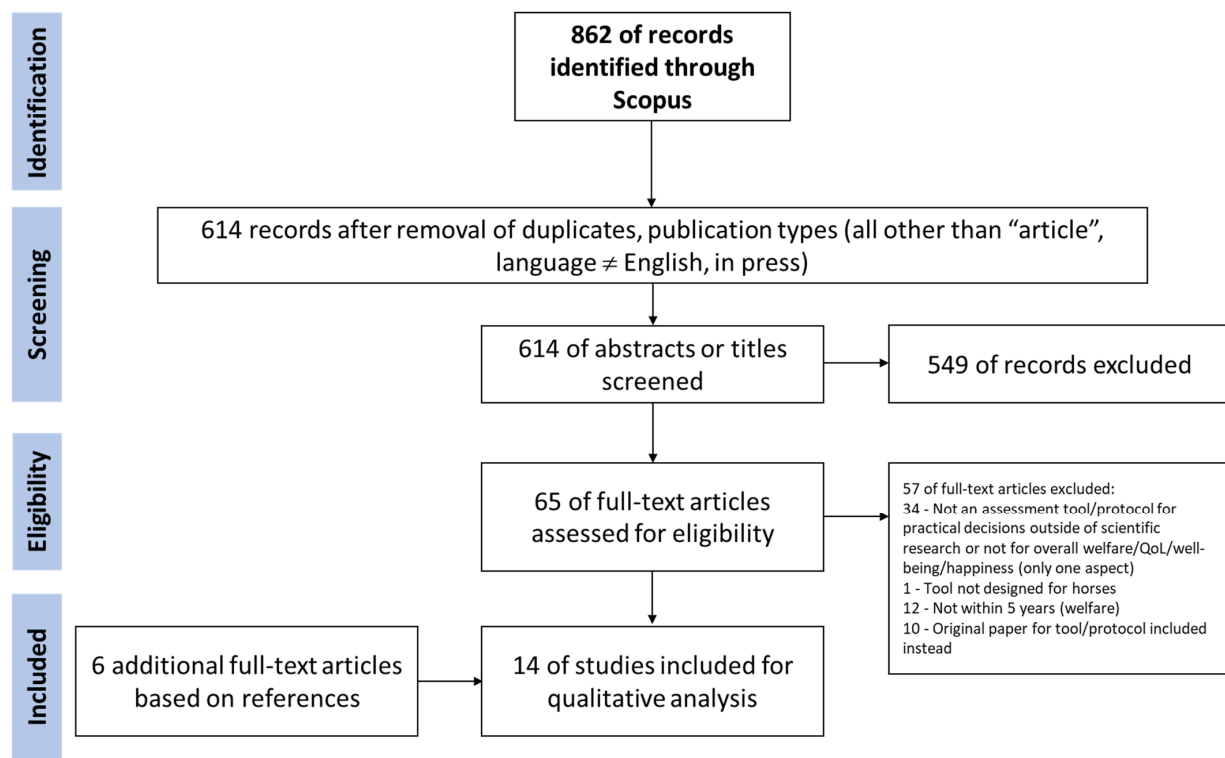 Identification
862 of records
identified through
Scopus
Screening
614 records after removal of duplicates, publication types (all other than “article”,
language ≠ English, in press)
614 of abstracts or titles
screened
549 of records excluded
Eligibility
65 of full-text articles
assessed for eligibility
57 of full-text articles excluded:
34 - Not an assessment tool/protocol for
practical decisions outside of scientific
research or not for overall welfare/QoL/well-
being/happiness (only one aspect)
1 - Tool not designed for horses
12 - Not within 5 years (welfare)
10 - Original paper for tool/protocol included
instead
Included
6 additional full-text articles
based on references
14 of studies included for
qualitative analysis